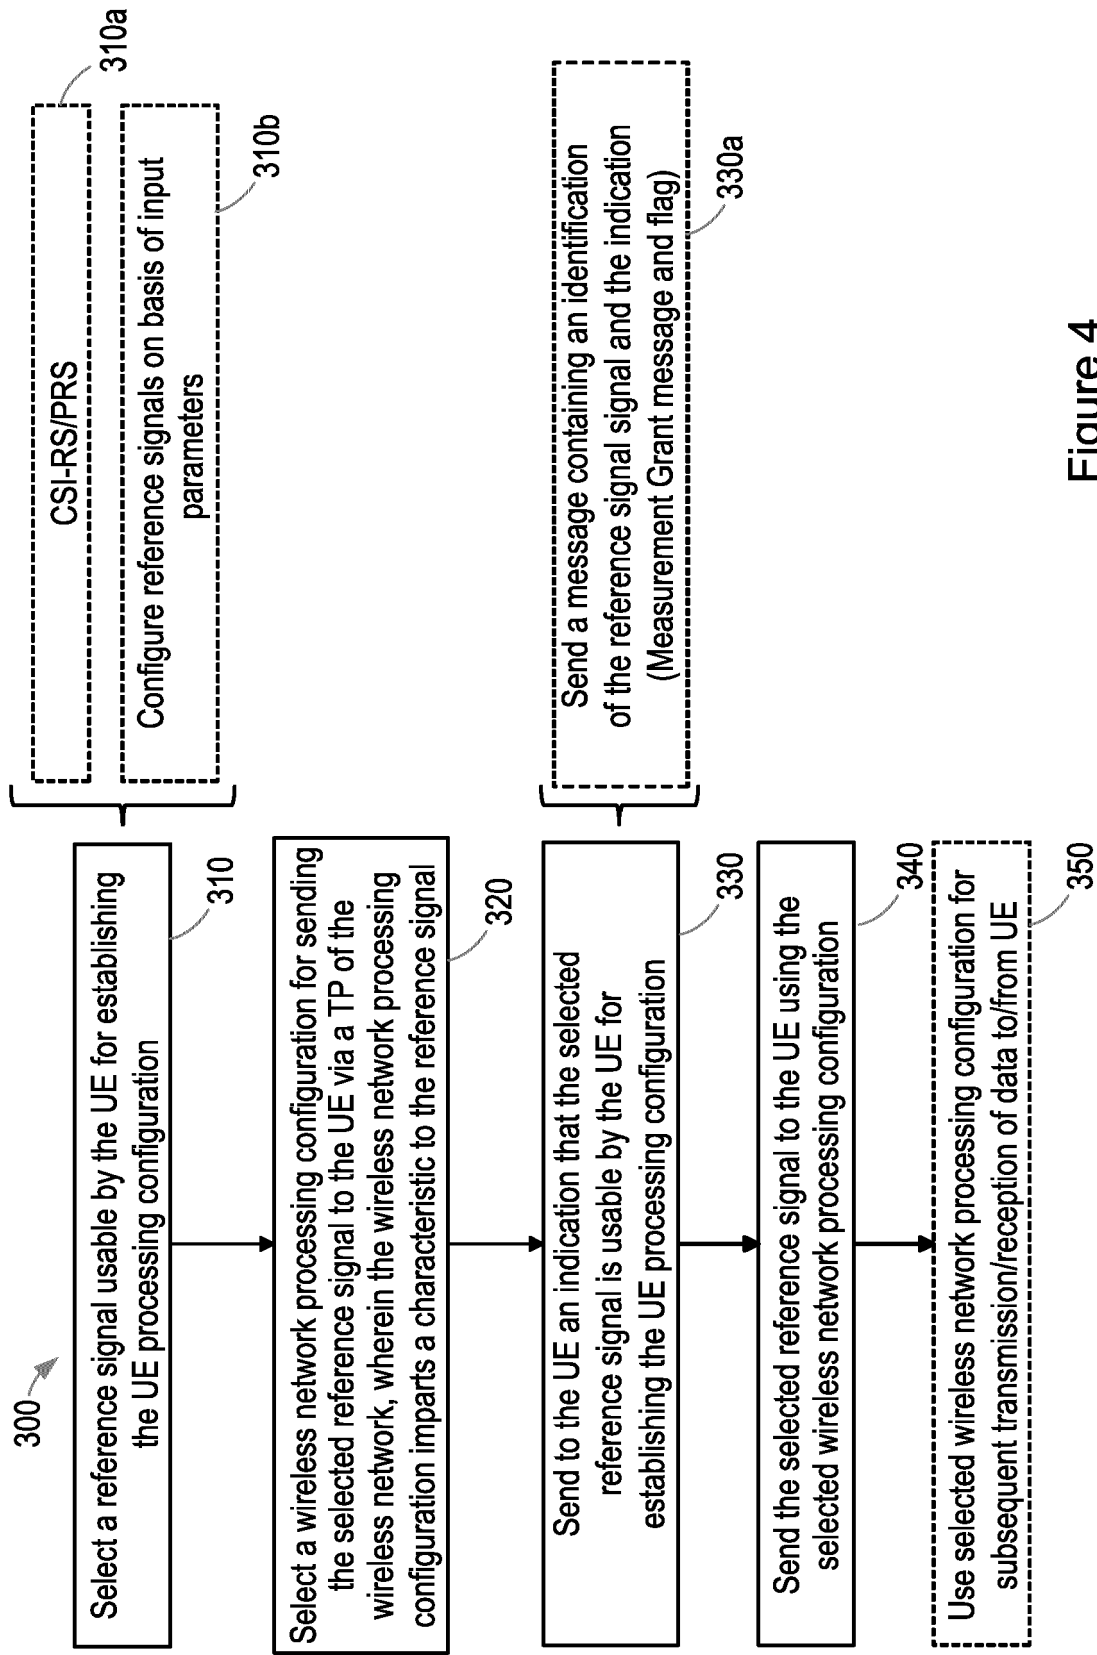 300
Select a reference signal usable by the UE for establishing
the UE processing configuration
310
CSI-RS/PRS
310a
Configure reference signals on basis of input
parameters
310b
Select a wireless network processing configuration for sending
the selected reference signal to the UE via a TP of the
wireless network, wherein the wireless network processing
configuration imparts a characteristic to the reference signal
320
Send to the UE an indication that the selected
reference signal is usable by the UE for
establishing the UE processing configuration
330
Send a message containing an identification
of the reference signal signal and the indication
(Measurement Grant message and flag)
330a
Send the selected reference signal to the UE using the
selected wireless network processing configuration
340
Use selected wireless network processing configuration for
subsequent transmission/reception of data to/from UE
350
Figure 4